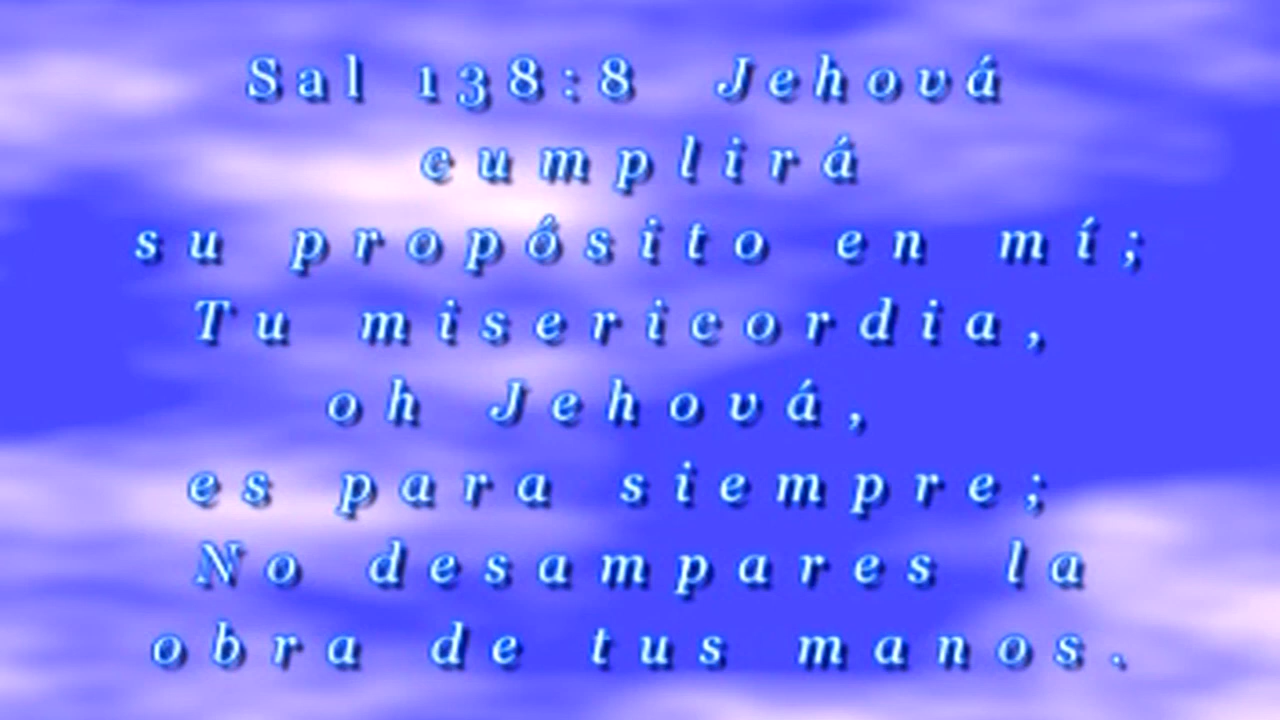 Sal 138:8 Jehová
cumplirá
su propósito en mí;
Tu misericordia,
oh Jehová,
es para siempre;
No desampares la
obra de tus manos.